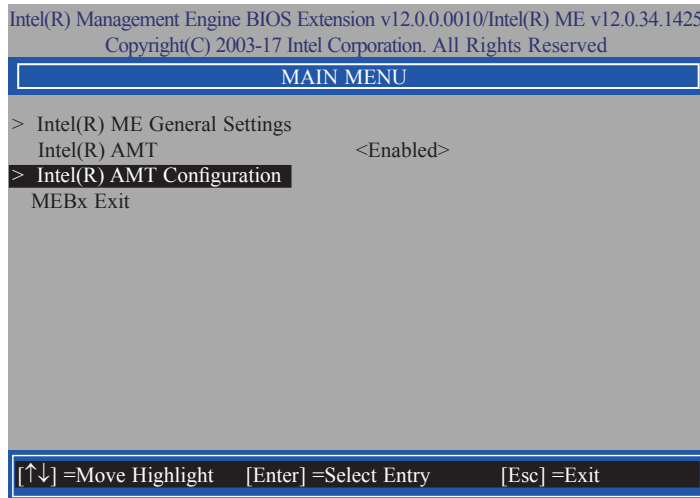 Intel(R) Management Engine BIOS Extension v12.0.0.0010/Intel(R) ME v12.0.34.1425
Copyright(C) 2003-17 Intel Corporation. All Rights Reserved
MAIN MENU
> Intel(R) ME General Settings
Intel(R) AMT <Enabled>
> Intel(R) AMT Configuration
MEBx Exit
[↑↓] =Move Highlight [Enter] =Select Entry [Esc] =Exit